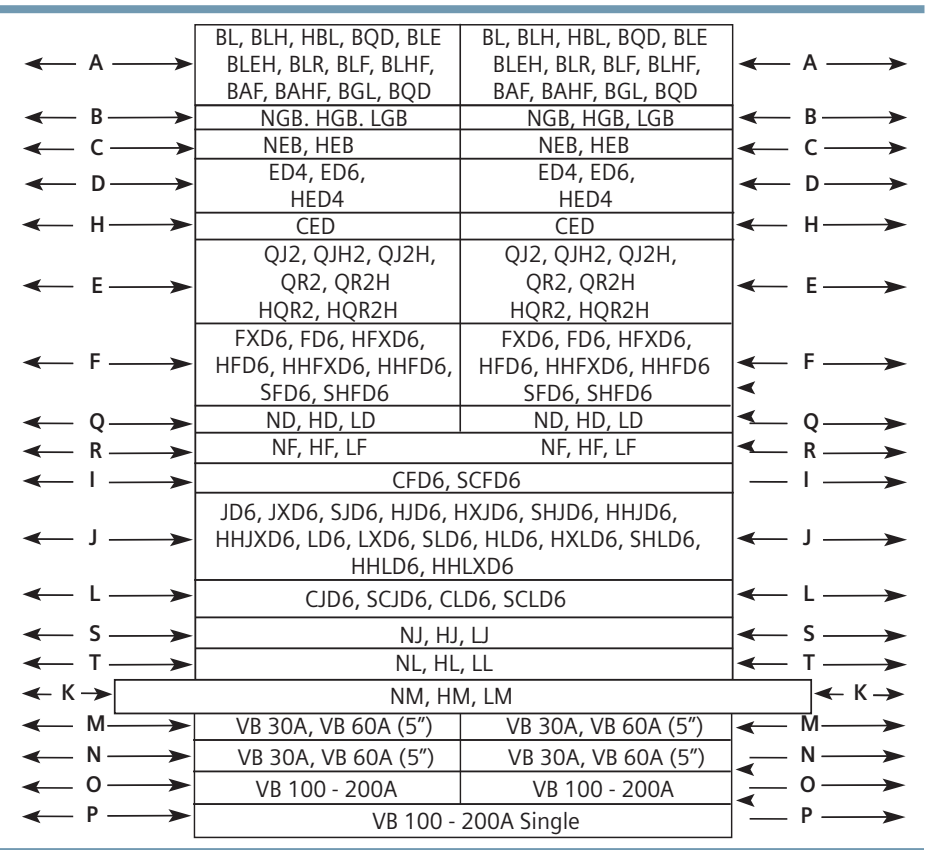 BL, BLH, HBL, BQD, BLE BL, BLH, HBL, BQD, BLE
A BLEH, BLR, BLF, BLHF, BLEH, BLR, BLF, BLHF, A
BAF, BAHF, BGL, BQD BAF, BAHF, BGL, BQD
B NGB. HGB. LGB NGB, HGB, LGB B
C NEB, HEB NEB, HEB C
ED4, ED6, ED4, ED6,
D D
HED4 HED4
H CED CED H
QJ2, QJH2, QJ2H, QJ2, QJH2, QJ2H,
E QR2, QR2H QR2, QR2H E
HQR2, HQR2H HQR2, HQR2H
FXD6, FD6, HFXD6, FXD6, FD6, HFXD6,
F HFD6, HHFXD6, HHFD6, HFD6, HHFXD6, HHFD6 F
SFD6, SHFD6 SFD6, SHFD6
Q ND, HD, LD ND, HD, LD Q
R NF, HF, LF NF, HF, LF R
I CFD6, SCFD6 I
JD6, JXD6, SJD6, HJD6, HXJD6, SHJD6, HHJD6,
J HHJXD6, LD6, LXD6, SLD6, HLD6, HXLD6, SHLD6, J
HHLD6, HHLXD6
L CJD6, SCJD6, CLD6, SCLD6 L
S NJ, HJ, LJ S
T NL, HL, LL T
K NM, HM, LM K
M VB 30A, VB 60A (5”) VB 30A, VB 60A (5”) M
N VB 30A, VB 60A (5”) VB 30A, VB 60A (5”) N
O VB 100 - 200A VB 100 - 200A O
P VB 100 - 200A Single P